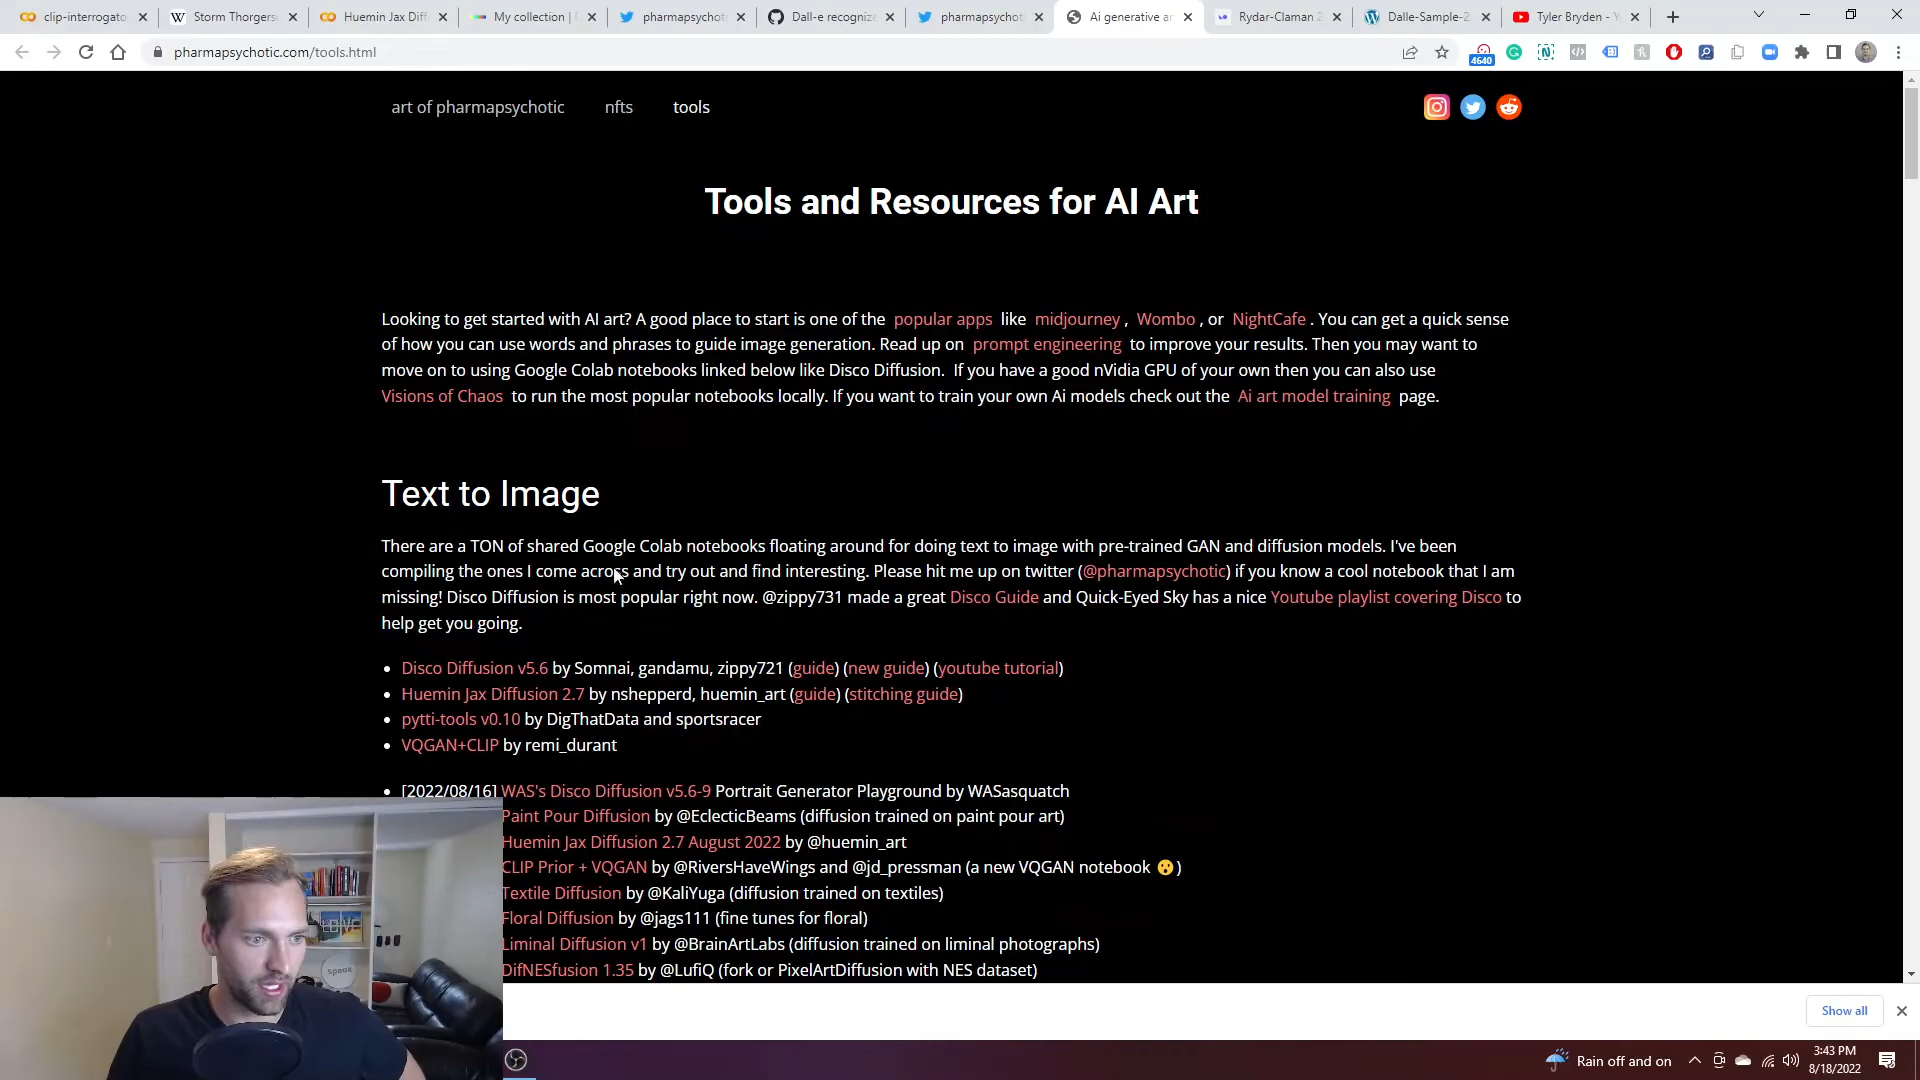 clip-interrogato
Storm Thorgers
Huemin Jax Diff
My collection |
pharmapsychot
Dall-e recognize
pharmapsychot
Ai generative ar
Rydar-Claman 2
Dalle-Sample-2
Tyler Bryden - Y
pharmapsychotic.com/tools.html
4640
art of pharmapsychotic nfts tools
Tools and Resources for AI Art
Looking to get started with AI art? A good place to start is one of the popular apps like midjourney , Wombo , or NightCafe . You can get a quick sense
of how you can use words and phrases to guide image generation. Read up on prompt engineering to improve your results. Then you may want to
move on to using Google Colab notebooks linked below like Disco Diffusion. If you have a good nVidia GPU of your own then you can also use
Visions of Chaos to run the most popular notebooks locally. If you want to train your own Ai models check out the Ai art model training page.
Text to Image
There are a TON of shared Google Colab notebooks floating around for doing text to image with pre-trained GAN and diffusion models. I've been
compiling the ones I come across and try out and find interesting. Please hit me up on twitter (@pharmapsychotic) if you know a cool notebook that I am
missing! Disco Diffusion is most popular right now. @zippy731 made a great Disco Guide and Quick-Eyed Sky has a nice Youtube playlist covering Disco to
help get you going.
• Disco Diffusion v5.6 by Somnai, gandamu, zippy721 (guide) (new guide) (youtube tutorial)
• Huemin Jax Diffusion 2.7 by nshepperd, huemin_art (guide) (stitching guide)
• pytti-tools v0.10 by DigThatData and sportsracer
• VQGAN+CLIP by remi_durant
• [2022/08/16] WAS's Disco Diffusion v5.6-9 Portrait Generator Playground by WASasquatch
Paint Pour Diffusion by @EclecticBeams (diffusion trained on paint pour art)
Huemin Jax Diffusion 2.7 August 2022 by @huemin_art
CLIP Prior + VQGAN by @RiversHaveWings and @jd_pressman (a new VQGAN notebook 😮)
Textile Diffusion by @KaliYuga (diffusion trained on textiles)
Floral Diffusion by @jags111 (fine tunes for floral)
Liminal Diffusion v1 by @BrainArtLabs (diffusion trained on liminal photographs)
DifNESfusion 1.35 by @LufiQ (fork or PixelArtDiffusion with NES dataset)
Speak
Show all
Rain off and on
3:43 PM
8/18/2022